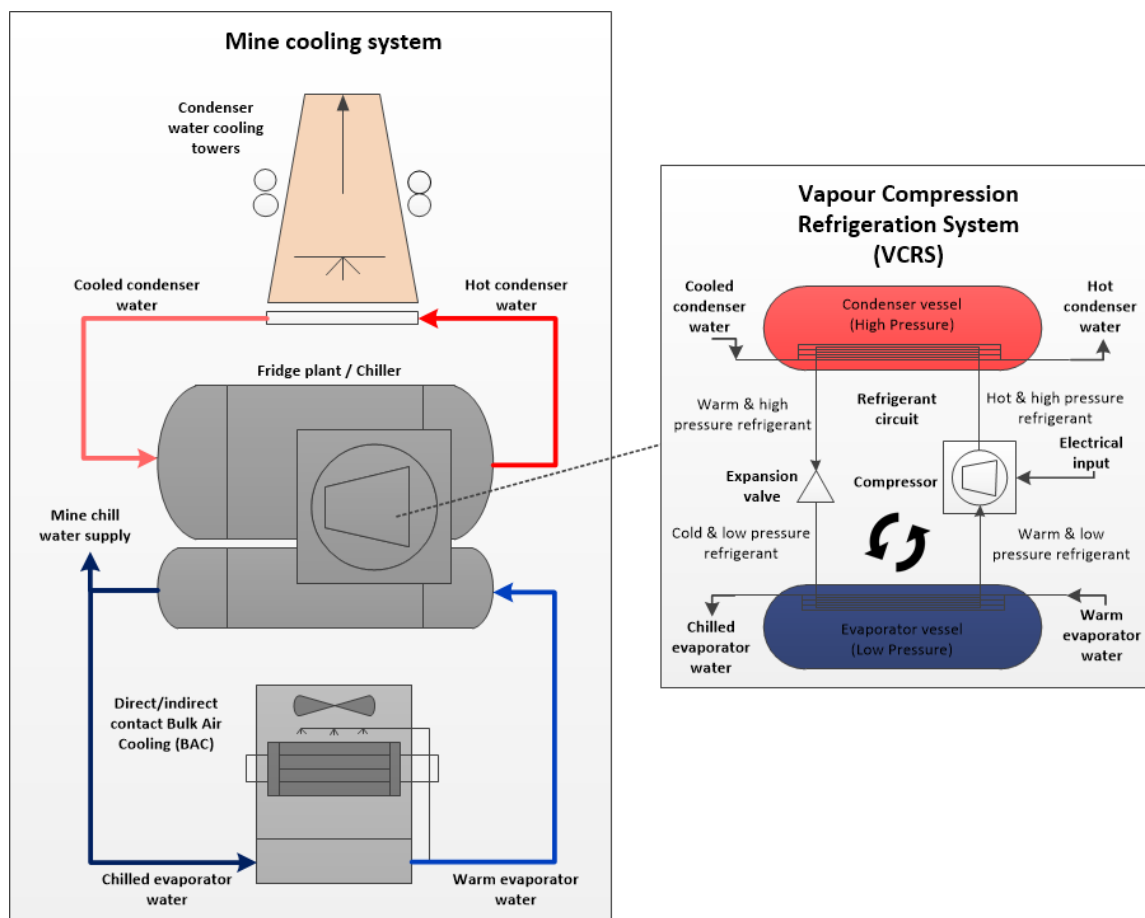 Mine cooling system
Condenser
water cooling
towers
Cooled condenser
water
Hot condenser
water
Fridge plant / Chiller
Mine chill
water supply
Direct/indirect
contact Bulk Air
Cooling (BAC)
Chilled evaporator
water
Warm evaporator
water
Vapour Compression
Refrigeration System
(VCRS)
Cooled
condenser
water
Condenser vessel
(High Pressure)
Hot
condenser
water
Warm & high
pressure refrigerant
Refrigerant
circuit
Hot & high pressure
refrigerant
Expansion
valve
Compressor
Electrical
input
Cold & low pressure
refrigerant
Warm & low
pressure refrigerant
Chilled
evaporator
water
Evaporator vessel
(Low Pressure)
Warm
evaporator
water